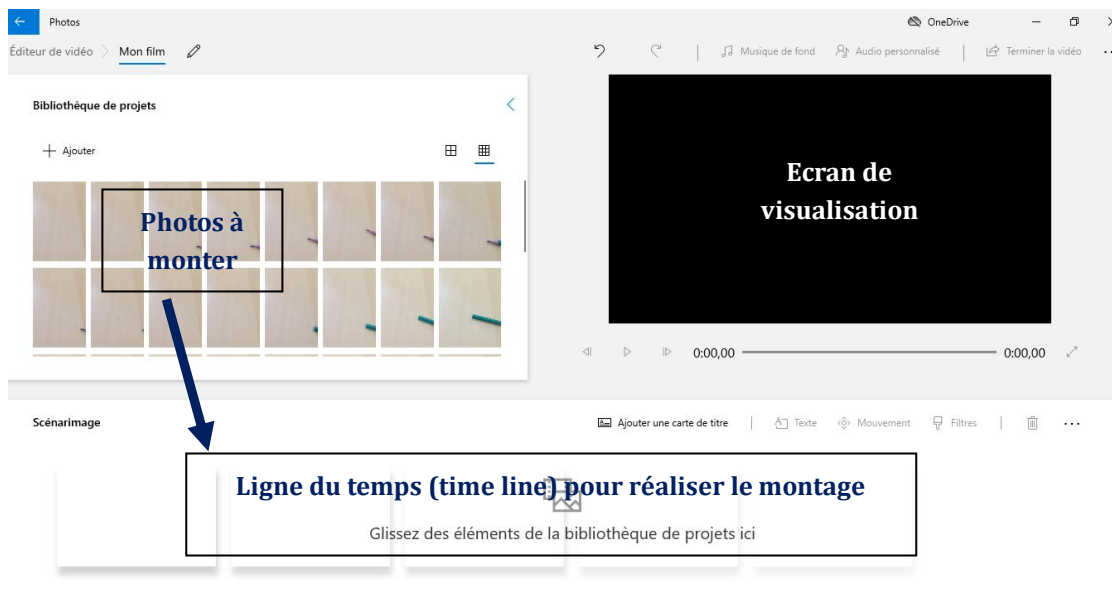 Photos
OneDrive
Éditeur de vidéo > Mon film
Musique de fond
Audio personnalisé
Terminer la vidéo
Bibliothèque de projets
+ Ajouter
Photos à
monter
Ecran de
visualisation
0:00,00
0:00,00
Scénarimage
Ajouter une carte de titre
Texte
Mouvement
Filtres
Ligne du temps (time line) pour réaliser le montage
Glissez des éléments de la bibliothèque de projets ici